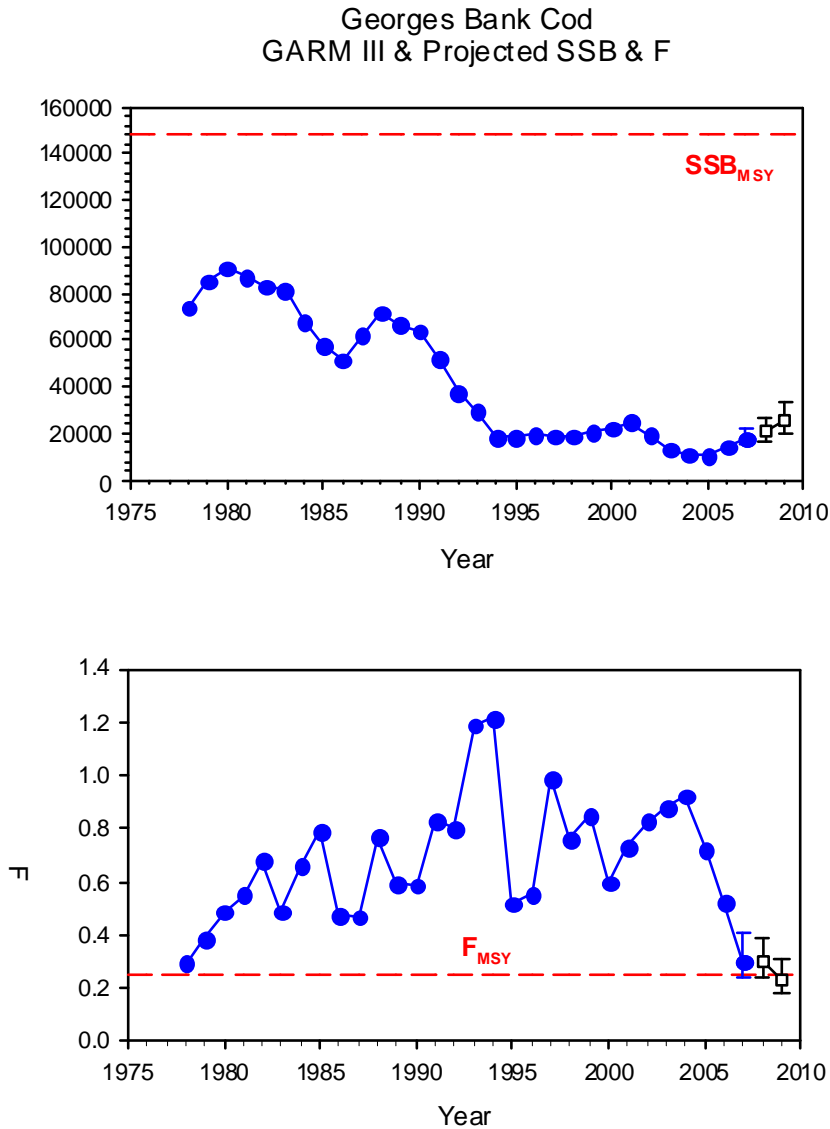 Georges Bank Cod
GARM III & Projected SSB & F
160000
140000
120000
100000
80000
60000
40000
20000
0
SSBMSY
1975 1980 1985 1990 1995 2000 2005 2010
Year
1.4
1.2
1.0
0.8
0.6
0.4
0.2
0.0
F
FMSY
1975 1980 1985 1990 1995 2000 2005 2010
Year